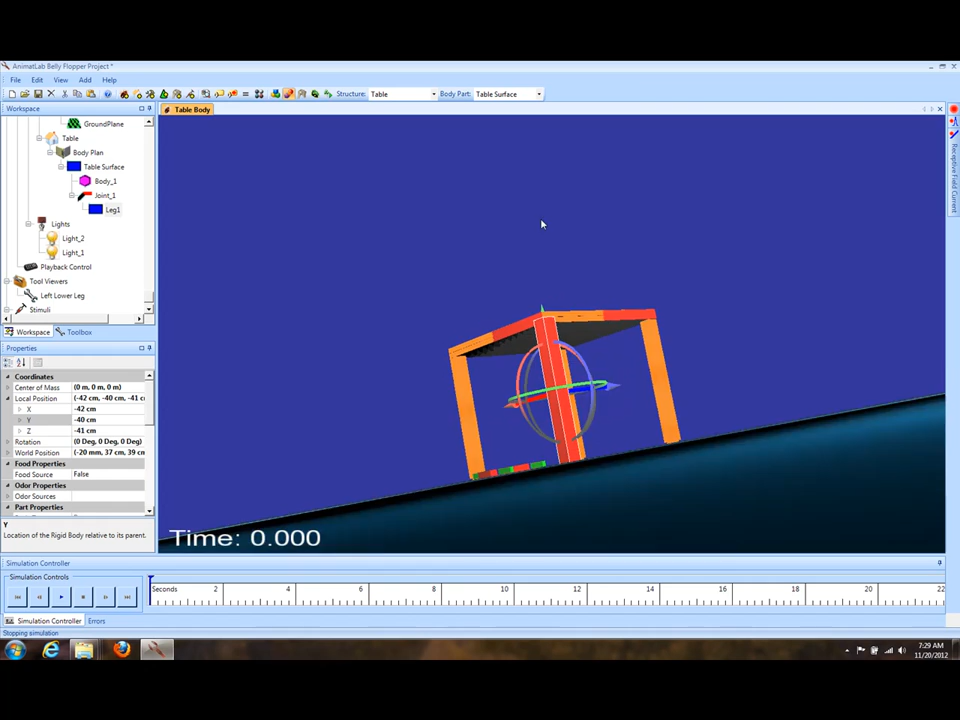 AnimatLab Belly Flopper Project *
File Edit View Add Help
Structure: Table Body Part: Table Surface
Workspace
Table Body
GroundPlane
Table
Body Plan
Table Surface
Body_1
Joint_1
Leg1
Lights
Light_2
Light_1
Playback Control
Tool Viewers
Left Lower Leg
Stimuli
Workspace Toolbox
Receptive Field Current
Properties
Coordinates
Center of Mass (0 m, 0 m, 0 m)
Local Position (-42 cm, -40 cm, -41 c
X -42 cm
Y -40 cm
Z -41 cm
Rotation (0 Deg, 0 Deg, 0 Deg)
World Position (-20 mm, 37 cm, 39 c
Food Properties
Food Source False
Odor Properties
Odor Sources
Part Properties
Y
Location of the Rigid Body relative to its parent.
Time: 0.000
Simulation Controller
Simulation Controls
Seconds 2 4 6 8 10 12 14 16 18 20 22
Simulation Controller Errors
Stopping simulation
7:29 AM
11/20/2012